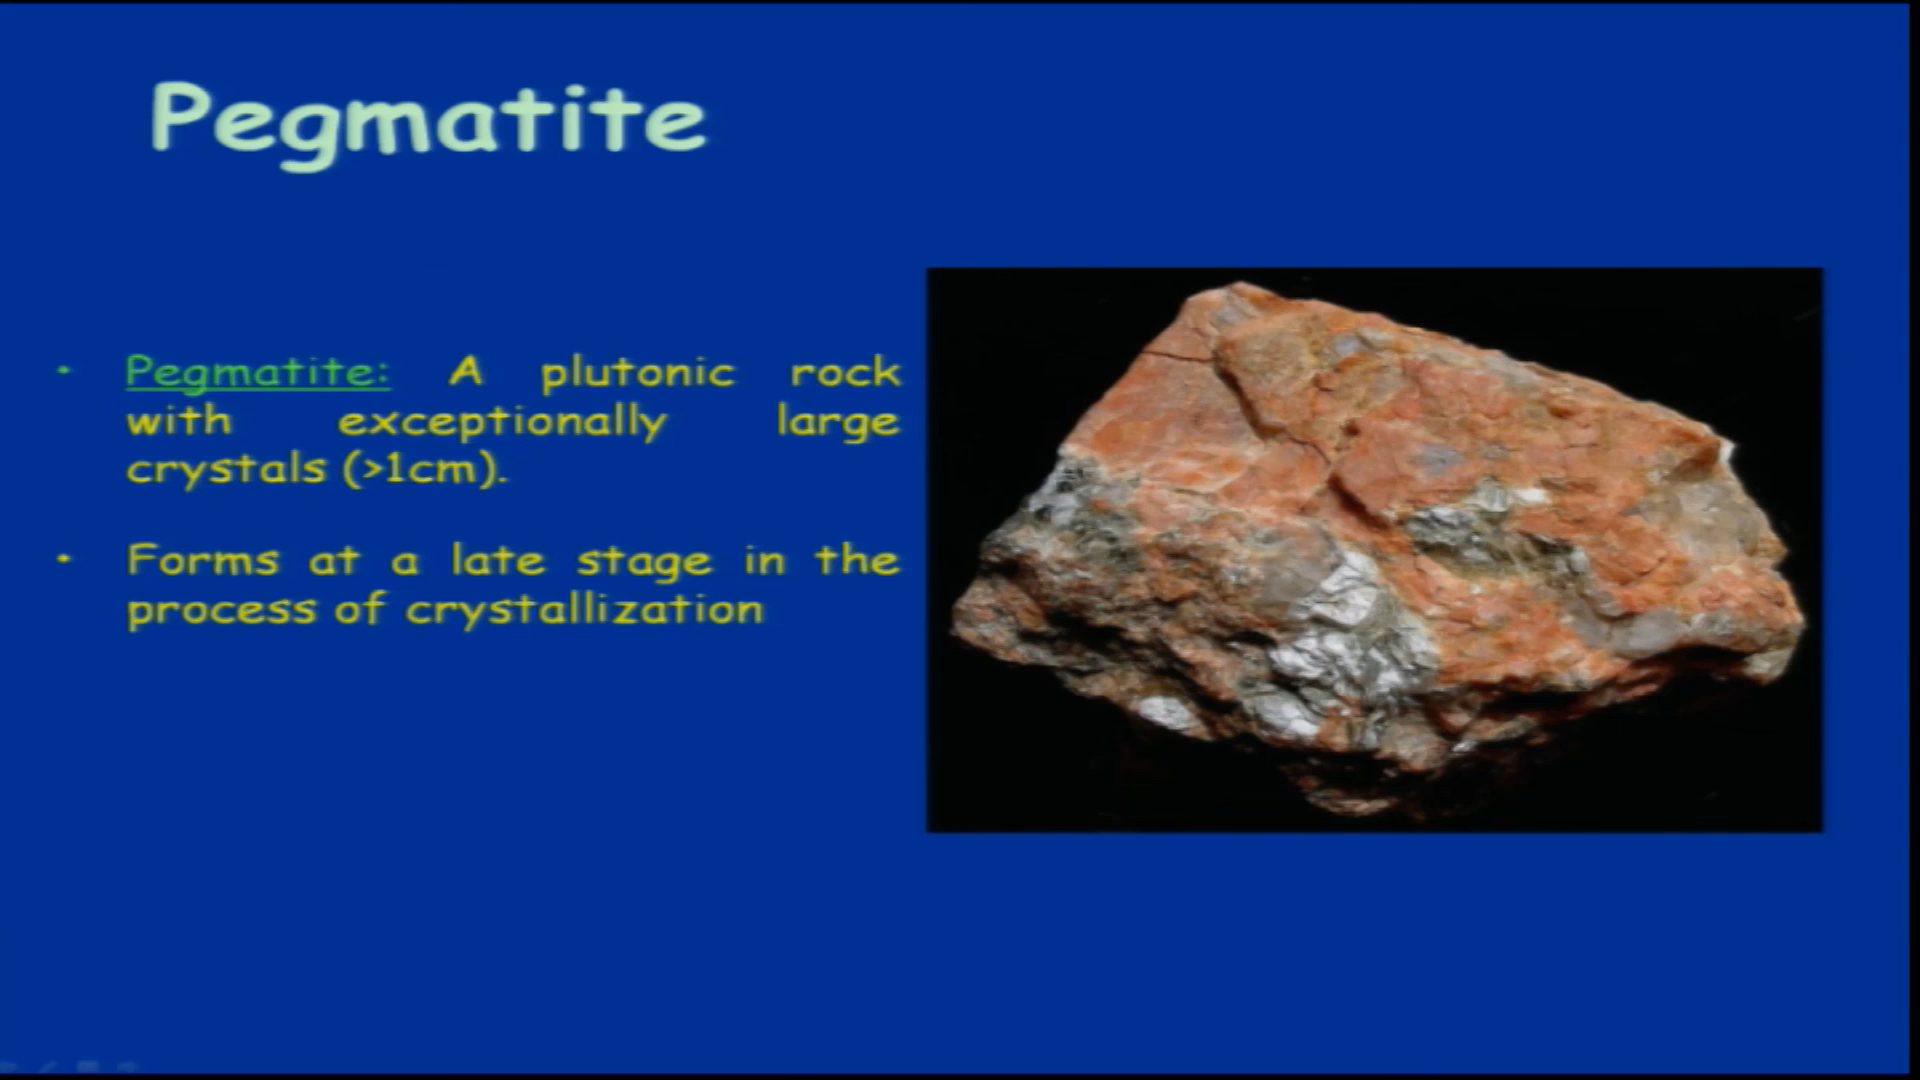 Pegmatite
• Pegmatite: A plutonic rock
with exceptionally large
crystals (>1cm).
• Forms at a late stage in the
process of crystallization